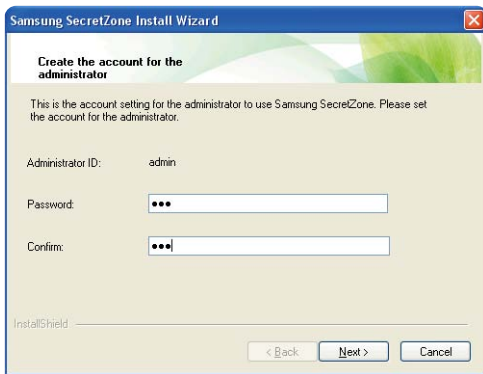 Samsung SecretZone Install Wizard
Create the account for the
administrator
This is the account setting for the administrator to use Samsung SecretZone. Please set
the account for the administrator.
Administrator ID: admin
Password: •••
Confirm: •••
InstallShield
< Back Next > Cancel